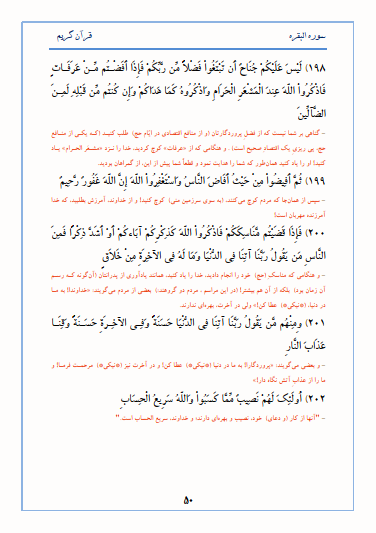 سوره البقره
قرآن کریم
۱۹۸) لَيْسَ عَلَيْكُمْ جُنَاحٌ أَن تَبْتَغُواْ فَضْلاً مِّن رَّبِّكُمْ فَإِذَا أَفَضْتُم مِّنْ عَرَفَاتٍ
فَاذْكُرُواْ اللّهَ عِندَ الْمَشْعَرِ الْحَرَامِ وَاذْكُرُوهُ كَمَا هَدَاكُمْ وَإِن كُنتُم مِّن قَبْلِهِ لَمِنَ
الضَّآلِّينَ
- گناهی بر شما نیست که از فضل پروردگارتان (و از منافع اقتصادی در ایّام حج) طلب کنید (که یکی از منافع
حج، پی ریزی یک اقتصاد صحیح است). و هنگامی که از «عرفات» کوچ کردید، خدا را نزد «مشعر الحرام» یاد
کنید! او را یاد کنید همان‌طور که شما را هدایت نمود و قطعاً شما پیش از این، از گمراهان بودید.
۱۹۹) ثُمَّ أَفِيضُواْ مِنْ حَيْثُ أَفَاضَ النَّاسُ وَاسْتَغْفِرُواْ اللّهَ إِنَّ اللّهَ غَفُورٌ رَّحِيمٌ
- سپس از همان‌جا که مردم کوچ می‌کنند، (به سوی سرزمین منی) کوچ کنید! و از خداوند، آمرزش بطلبید، که خدا
آمرزنده مهربان است!
۲۰۰) فَإِذَا قَضَيْتُم مَّنَاسِكَكُمْ فَاذْكُرُواْ اللّهَ كَذِكْرِكُمْ آبَاءكُمْ أَوْ أَشَدَّ ذِكْرًا فَمِنَ
النَّاسِ مَن يَقُولُ رَبَّنَا آتِنَا فِي الدُّنْيَا وَمَا لَهُ فِي الآخِرَةِ مِنْ خَلاَقٍ
- و هنگامی که مناسک (حج) خود را انجام دادید، خدا را یاد کنید، همانند یادآوری از پدرانتان (آن‌گونه که رسم
آن زمان بود) بلکه از آن هم بیشتر! (در این مراسم، مردم دو گروهند:) بعضی از مردم می‌گویند: «خداوندا! به ما
در دنیا، («نیکی») عطا کن!» ولی در آخرت، بهره‌ای ندارند.
۲۰۱) وِمِنْهُم مَّن يَقُولُ رَبَّنَا آتِنَا فِي الدُّنْيَا حَسَنَةً وَفِي الآخِرَةِ حَسَنَةً وَقِنَا
عَذَابَ النَّارِ
- و بعضی می‌گویند: «پروردگارا! به ما در دنیا («نیکی») عطا کن! و در آخرت نیز («نیکی») مرحمت فرما! و
ما را از عذاب آتش نگاه دار!»
۲۰۲) أُولَئِكَ لَهُمْ نَصِيبٌ مِّمَّا كَسَبُواْ وَاللّهُ سَرِيعُ الْحِسَابِ
- "آنها از کار (و دعای) خود، نصیب و بهره‌ای دارند؛ و خداوند، سریع الحساب است."
۵۰